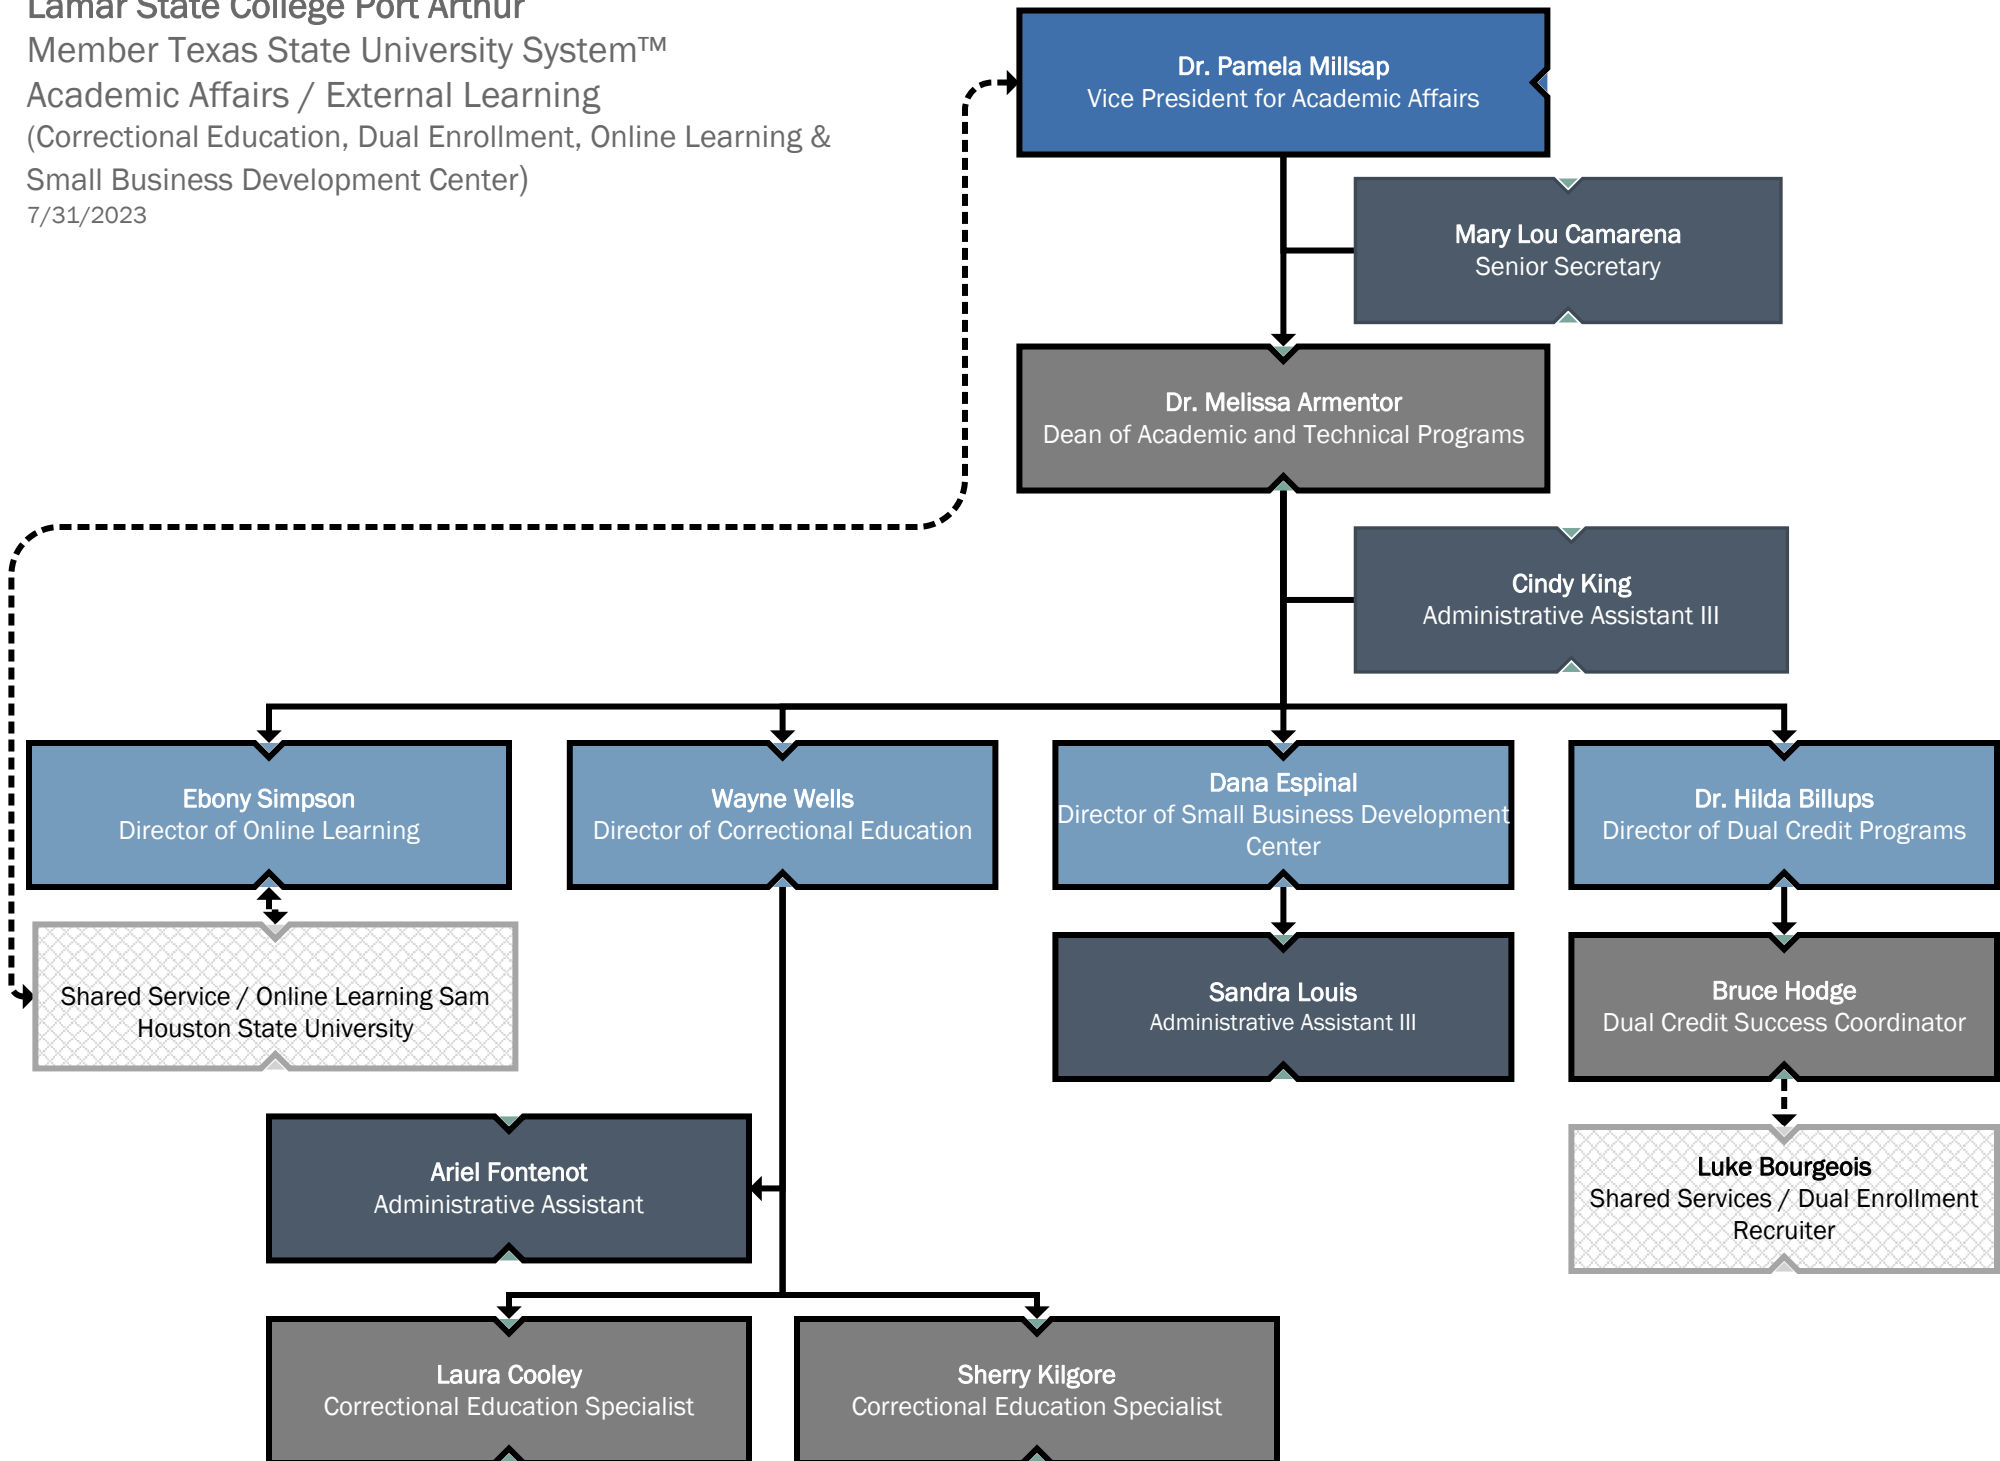 Lamar State College Port Arthur
Member Texas State University System™
Academic Affairs / External Learning
(Correctional Education, Dual Enrollment, Online Learning &
Small Business Development Center)
7/31/2023
Dr. Pamela Millsap
Vice President for Academic Affairs
Mary Lou Camarena
Senior Secretary
Dr. Melissa Armentor
Dean of Academic and Technical Programs
Cindy King
Administrative Assistant III
Ebony Simpson
Director of Online Learning
Wayne Wells
Director of Correctional Education
Dana Espinal
Director of Small Business Development
Center
Dr. Hilda Billups
Director of Dual Credit Programs
Shared Service / Online Learning Sam
Houston State University
Sandra Louis
Administrative Assistant III
Bruce Hodge
Dual Credit Success Coordinator
Ariel Fontenot
Administrative Assistant
Luke Bourgeois
Shared Services / Dual Enrollment
Recruiter
Laura Cooley
Correctional Education Specialist
Sherry Kilgore
Correctional Education Specialist